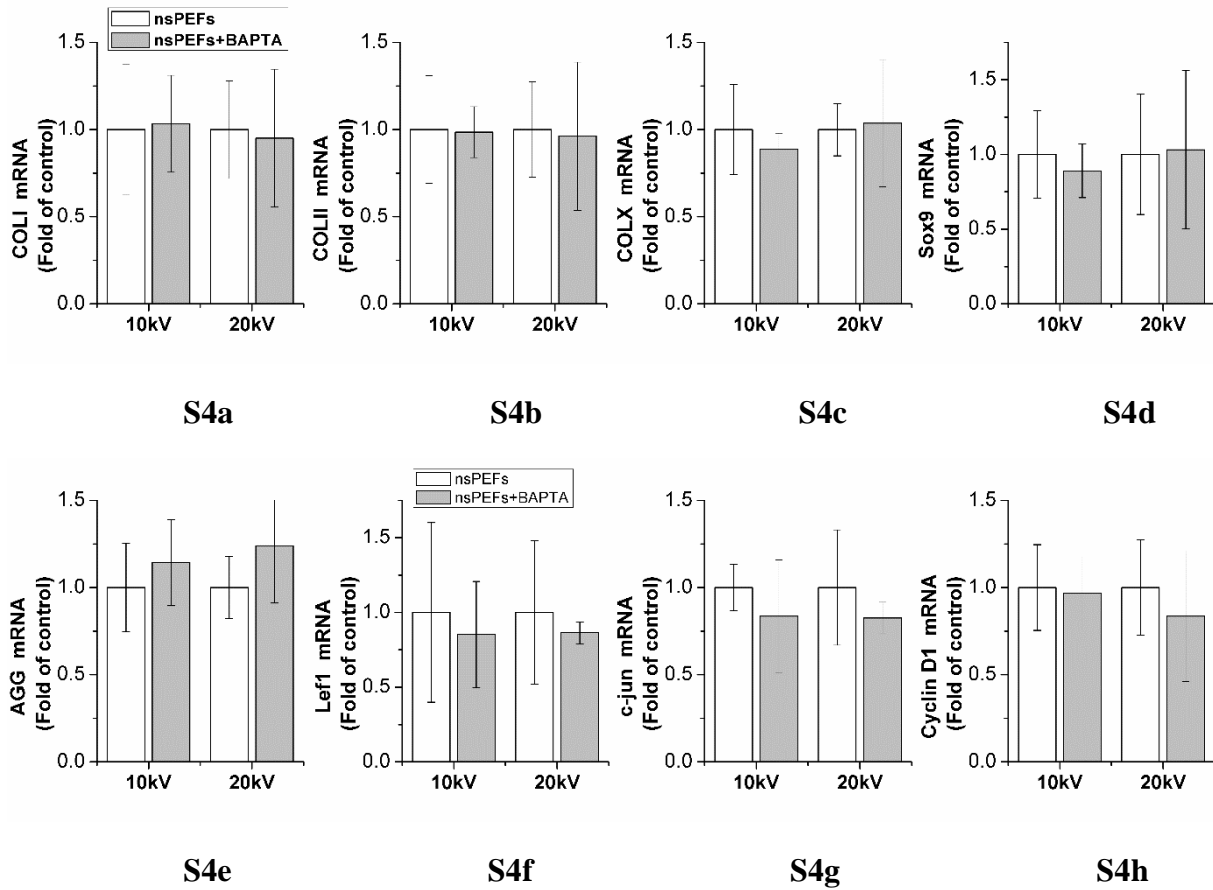 nsPEFs
nsPEFs+BAPTA
COLI mRNA
(Fold of control)
1.5
1.0
0.5
0.0
10kV 20kV
COLII mRNA
(Fold of control)
1.5
1.0
0.5
0.0
10kV 20kV
COLX mRNA
(Fold of control)
1.5
1.0
0.5
0.0
10kV 20kV
Sox9 mRNA
(Fold of control)
1.5
1.0
0.5
0.0
10kV 20kV
S4a S4b S4c S4d
AGG mRNA
(Fold of control)
1.5
1.0
0.5
0.0
10kV 20kV
nsPEFs
nsPEFs+BAPTA
Lef1 mRNA
(Fold of control)
1.5
1.0
0.5
0.0
10kV 20kV
c-jun mRNA
(Fold of control)
1.5
1.0
0.5
0.0
10kV 20kV
Cyclin D1 mRNA
(Fold of control)
1.5
1.0
0.5
0.0
10kV 20kV
S4e S4f S4g S4h